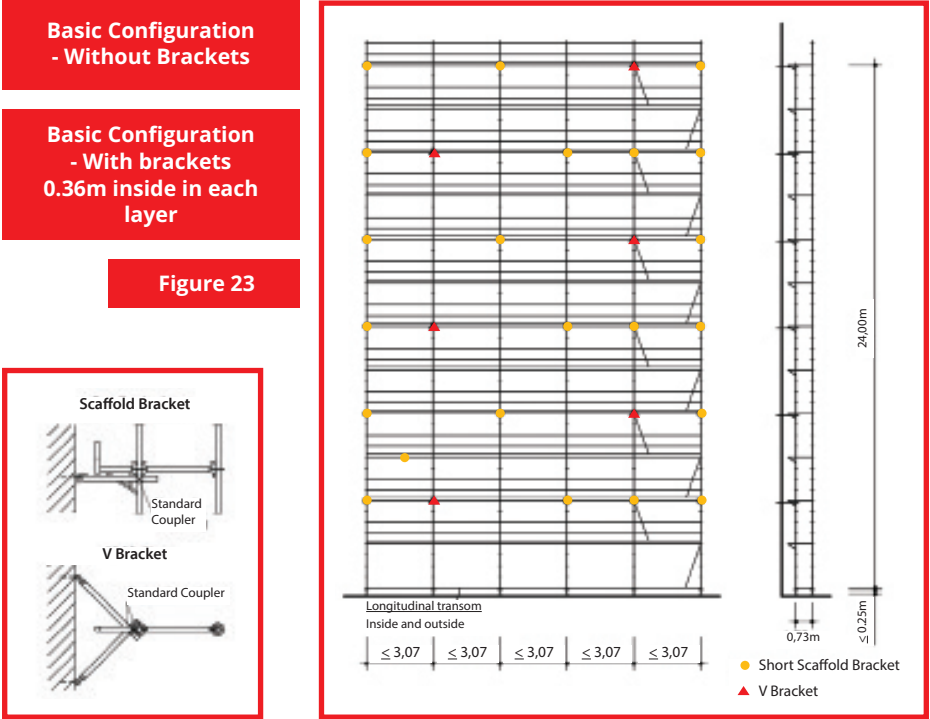 Basic Configuration
- Without Brackets
Basic Configuration
- With brackets
0.36m inside in each
layer
Figure 23
Scaffold Bracket
Standard
Coupler
V Bracket
Standard Coupler
Longitudinal transom
Inside and outside
≤ 3,07 ≤ 3,07 ≤ 3,07 ≤ 3,07 ≤ 3,07
24,00m
0,73m
≤ 0.25m
Short Scaffold Bracket
V Bracket